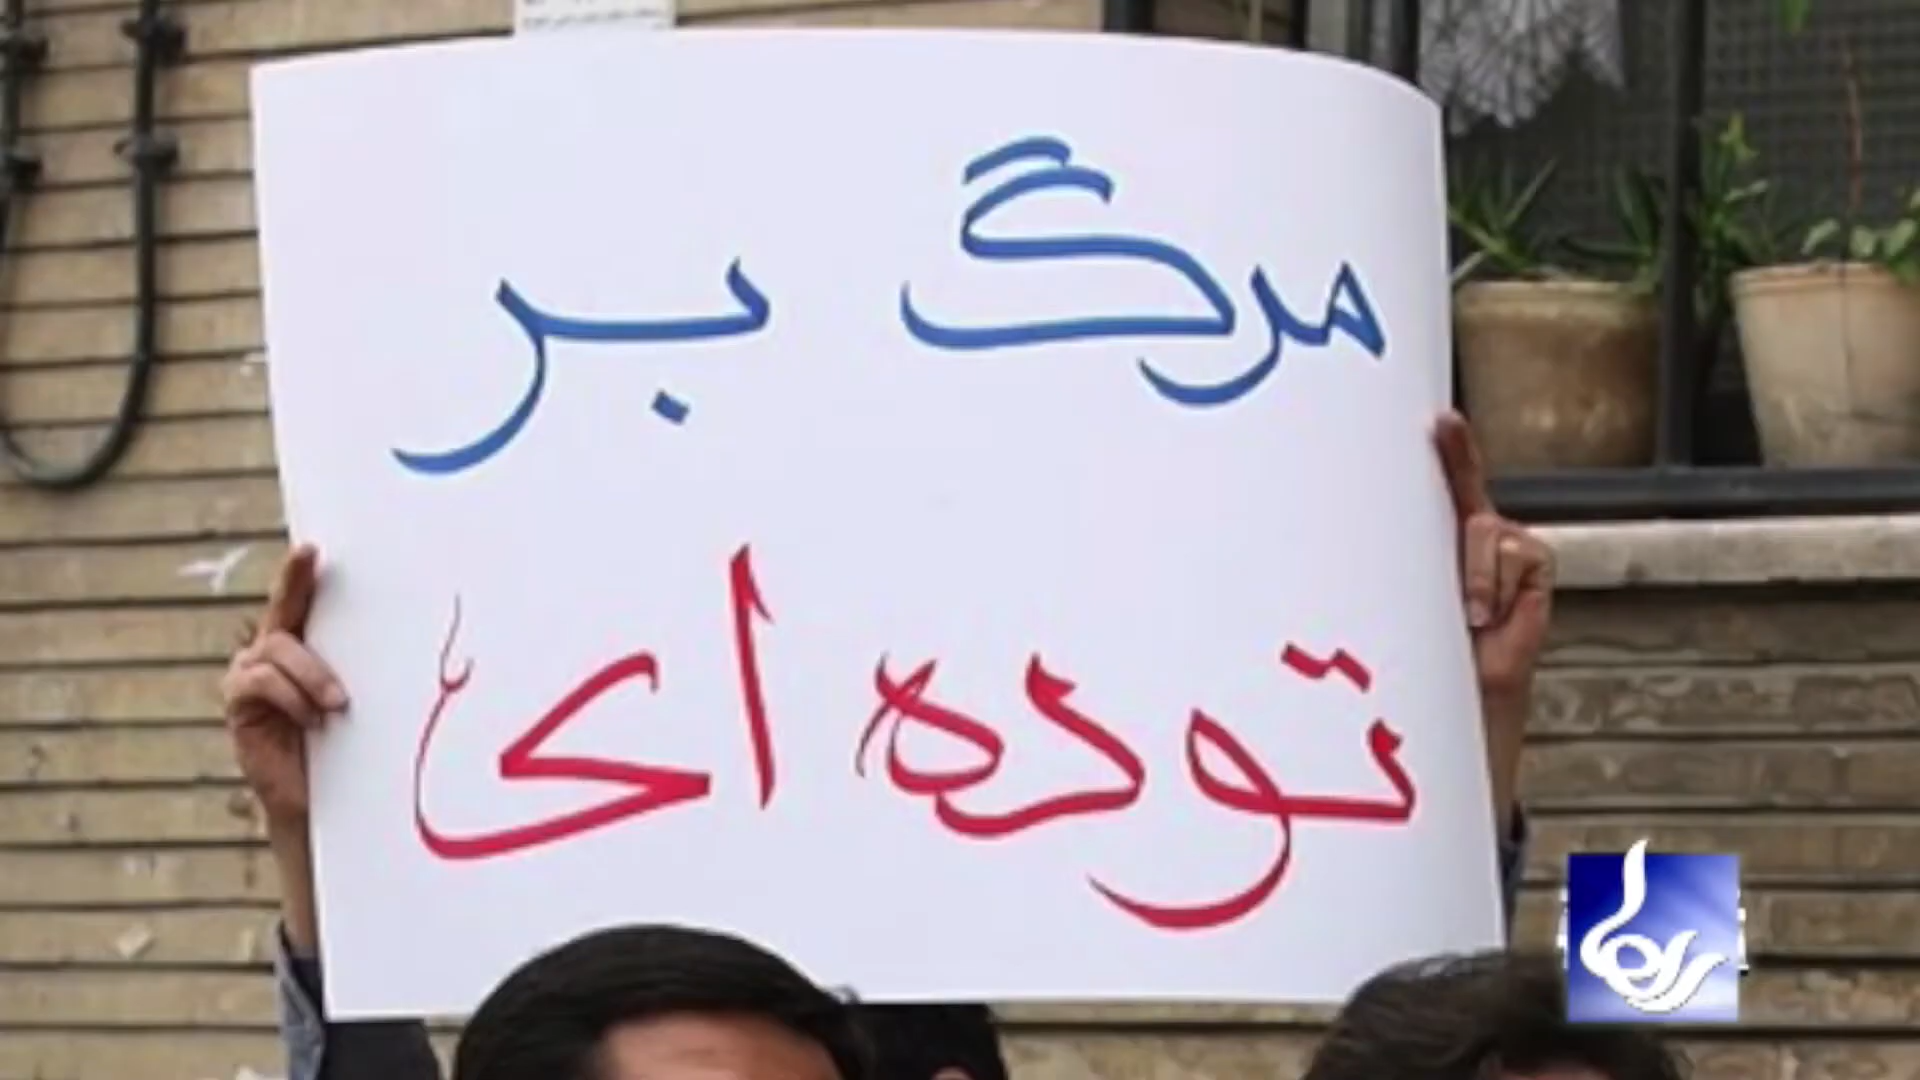 مرگ بر
توده ای